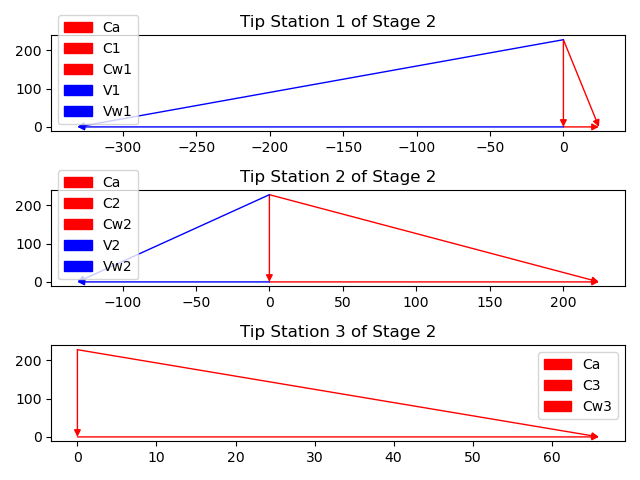 Tip Station 1 of Stage 2
Ca
C1
Cw1
V1
Vw1
200
100
0
−300 −250 −200 −150 −100 −50 0
Tip Station 2 of Stage 2
Ca
C2
Cw2
V2
Vw2
200
100
0
−100 −50 0 50 100 150 200
Tip Station 3 of Stage 2
Ca
C3
Cw3
200
100
0
0 10 20 30 40 50 60